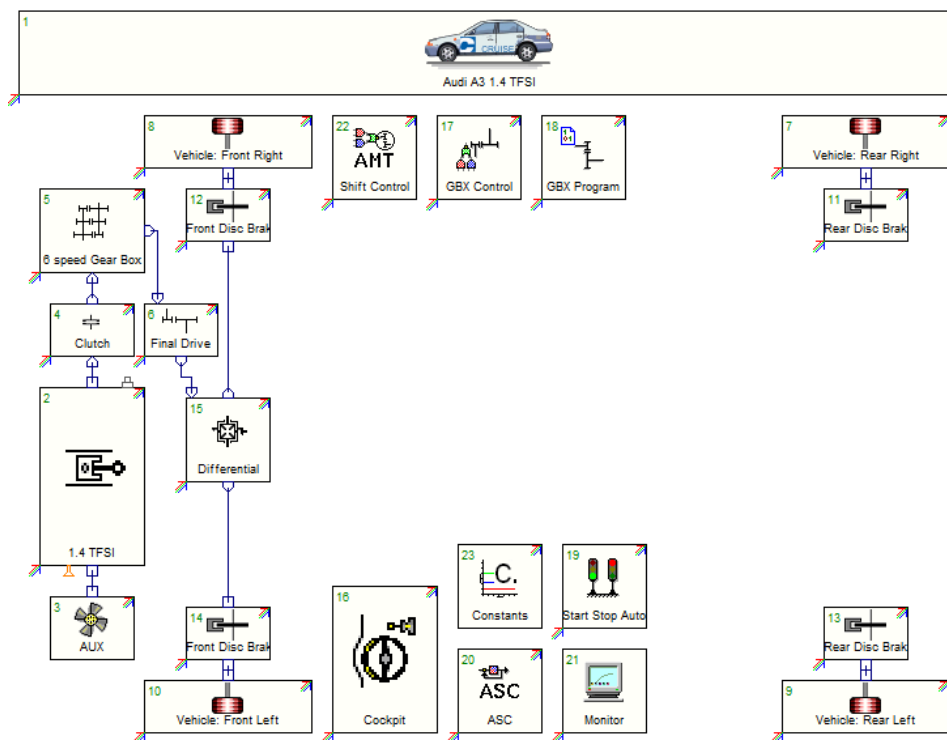 1
CRUISE
Audi A3 1.4 TFSI
8
Vehicle: Front Right
22
AMT
Shift Control
17
GBX Control
18
GBX Program
7
Vehicle: Rear Right
5
6 speed Gear Box
12
Front Disc Brak
11
Rear Disc Brak
4
Clutch
6
Final Drive
2
1.4 TFSI
15
Differential
23
C.
Constants
19
Start Stop Auto
3
AUX
14
Front Disc Brak
16
Cockpit
13
Rear Disc Brak
20
ASC
ASC
21
Monitor
10
Vehicle: Front Left
9
Vehicle: Rear Left